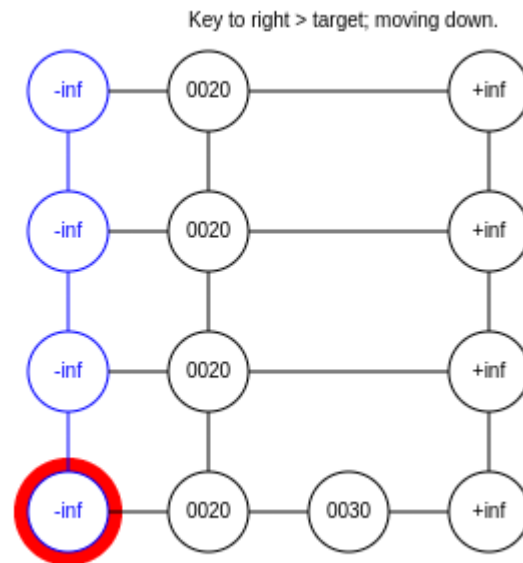 Key to right > target; moving down.
-inf 0020 +inf
-inf 0020 +inf
-inf 0020 +inf
-inf 0020 0030 +inf